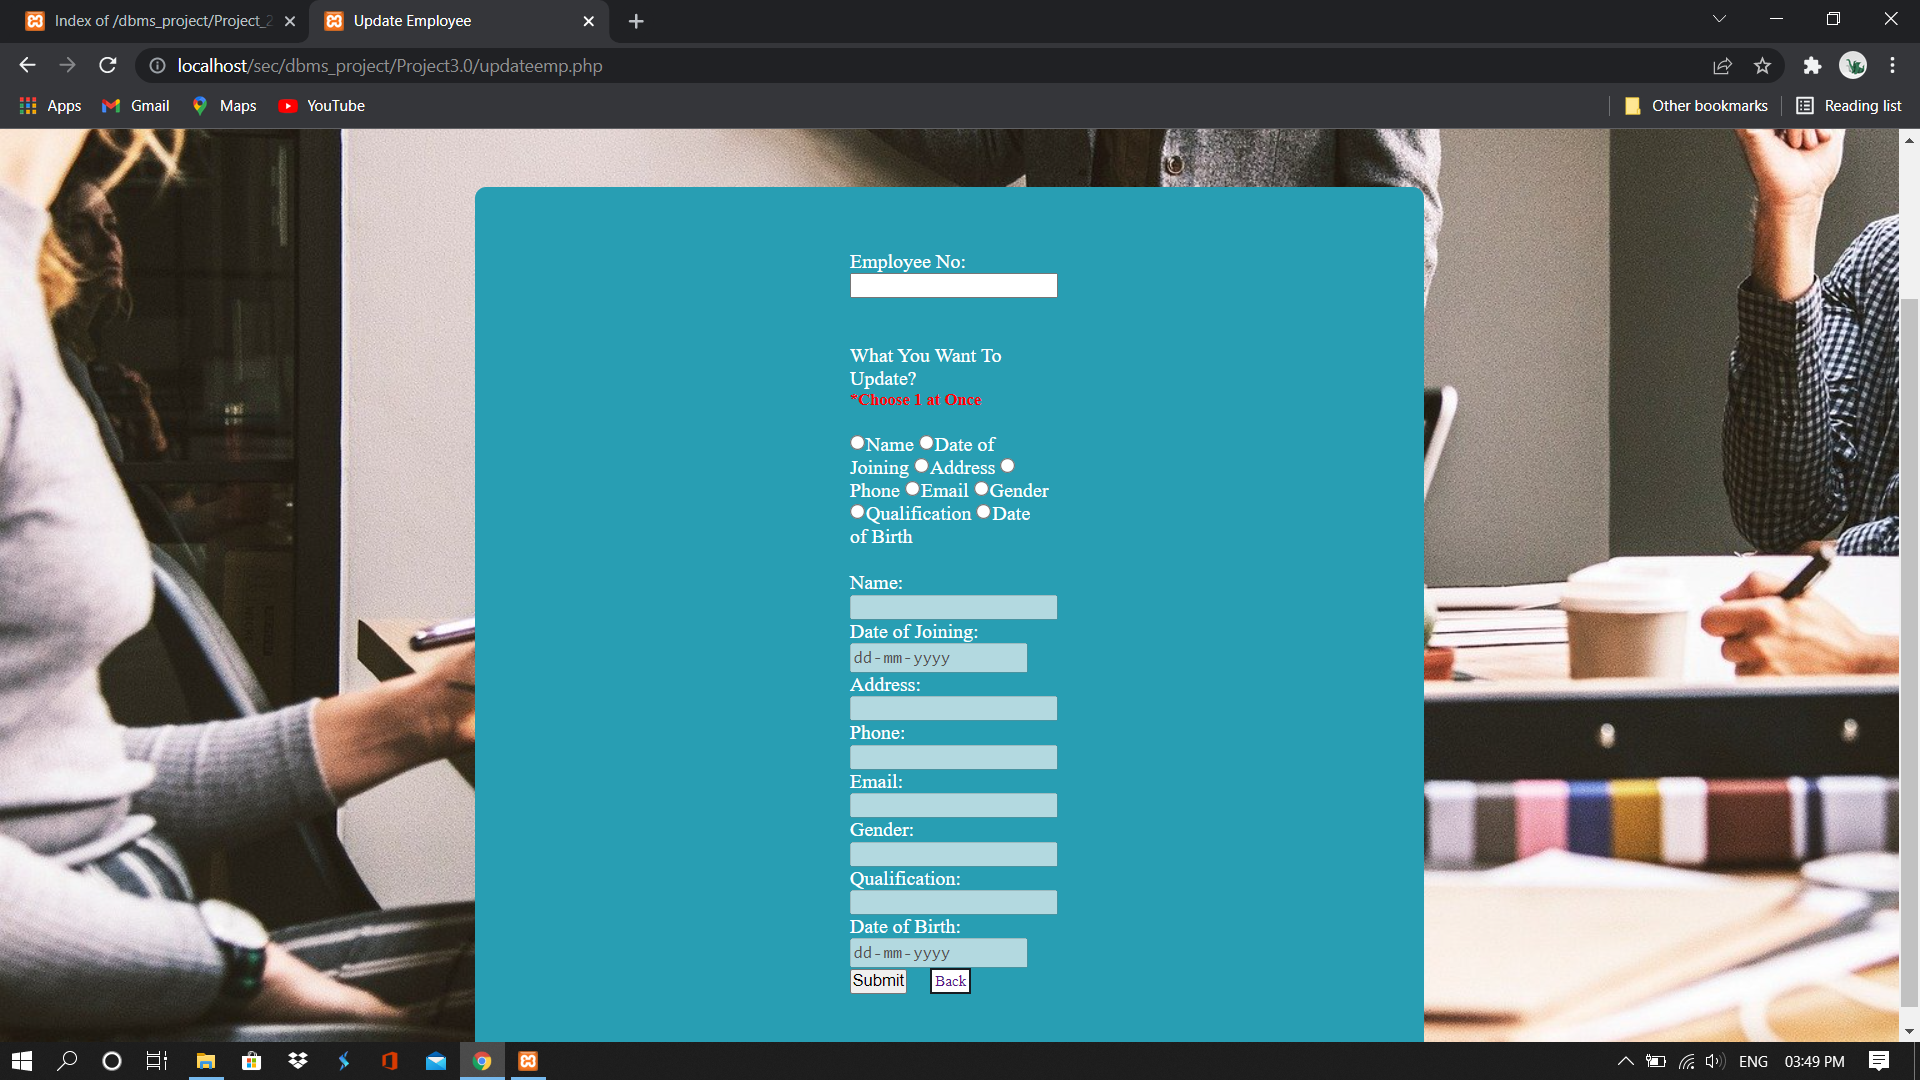 Index of /dbms_project/Project_2
Update Employee
localhost/sec/dbms_project/Project3.0/updateemp.php
Apps
Gmail
Maps
YouTube
Other bookmarks
Reading list
Employee No:
What You Want To
Update?
*Choose 1 at Once
Name Date of
Joining Address
Phone Email Gender
Qualification Date
of Birth
Name:
Date of Joining:
dd-mm-yyyy
Address:
Phone:
Email:
Gender:
Qualification:
Date of Birth:
dd-mm-yyyy
Submit Back
ENG 03:49 PM